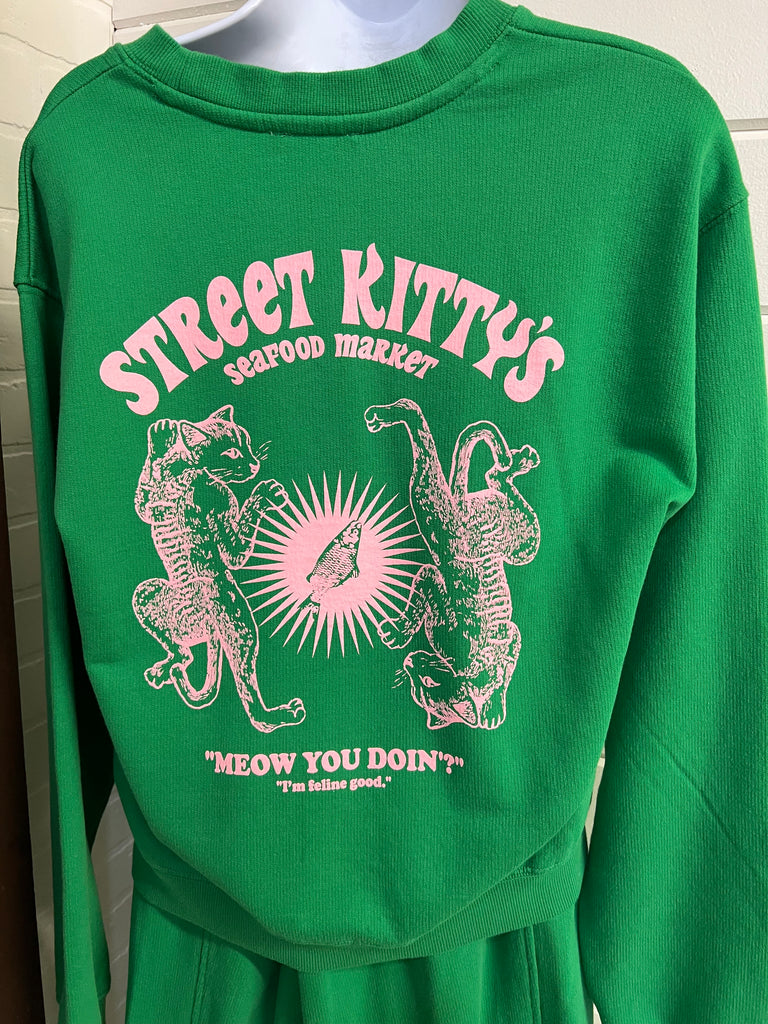 STREET KITTY'S
SEAFOOD MARKET
"MEOW YOU DOIN'?"
"I'm feline good."